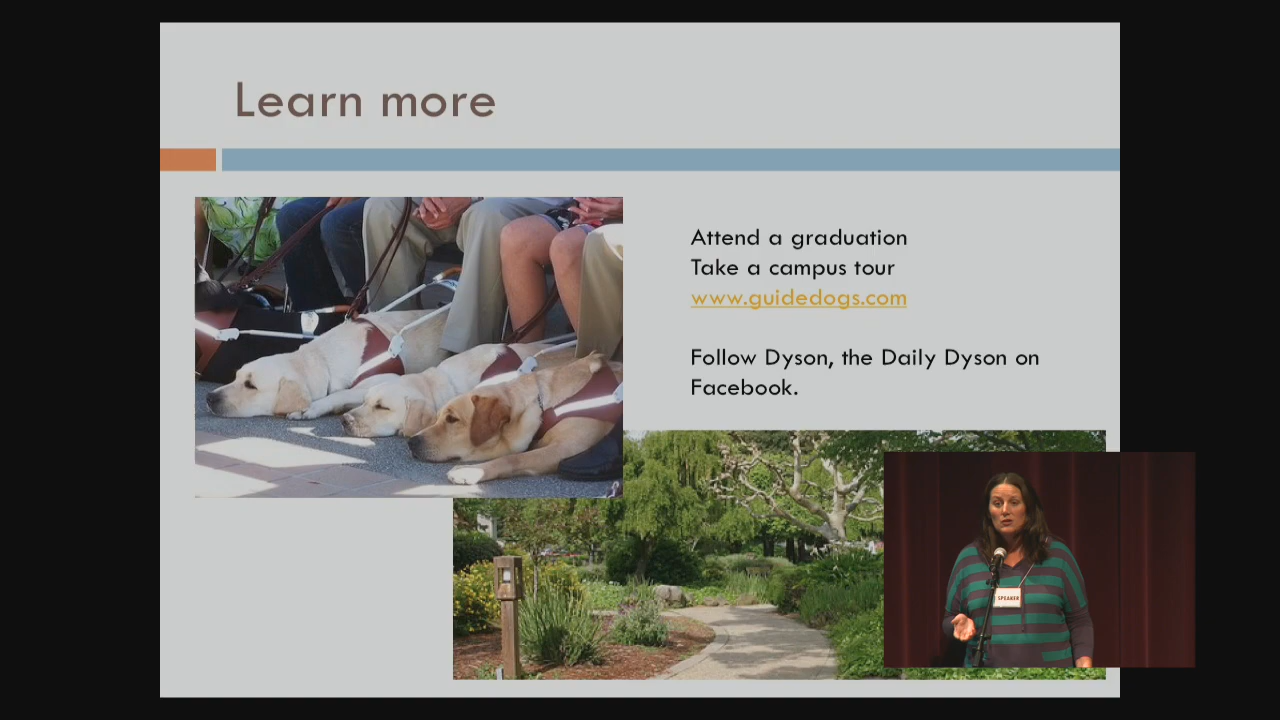 Learn more
Attend a graduation
Take a campus tour
www.guidedogs.com
Follow Dyson, the Daily Dyson on
Facebook.
SPEAKER